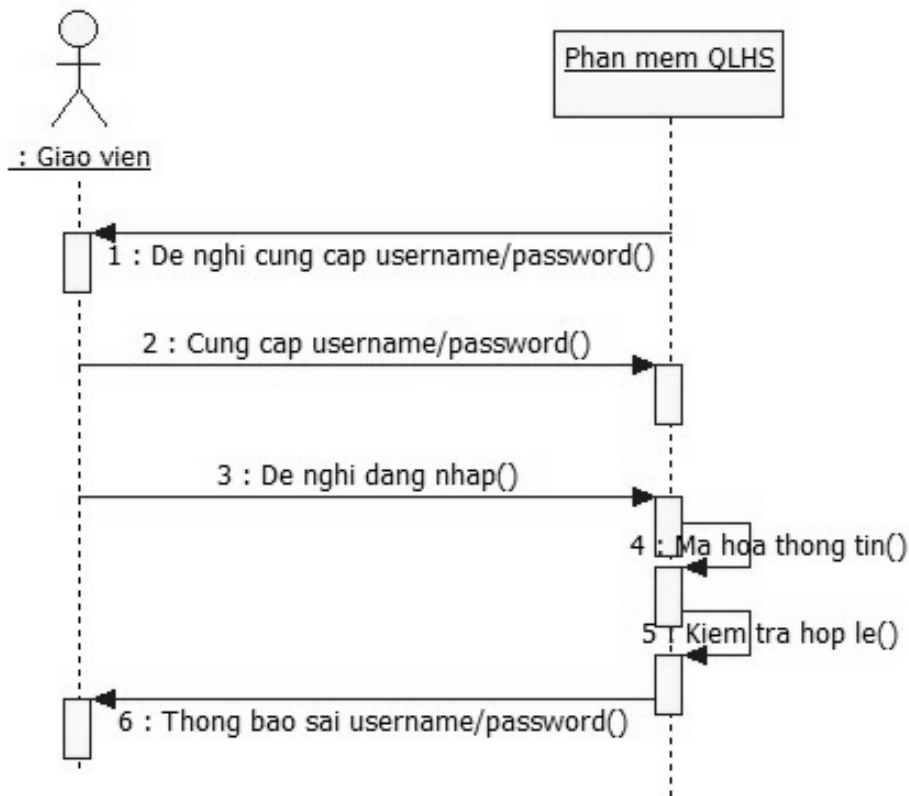 Phan mem QLHS
: Giao vien
1 : De nghi cung cap username/password()
2 : Cung cap username/password()
3 : De nghi dang nhap()
4 : Ma hoa thong tin()
5 : Kiem tra hop le()
6 : Thong bao sai username/password()